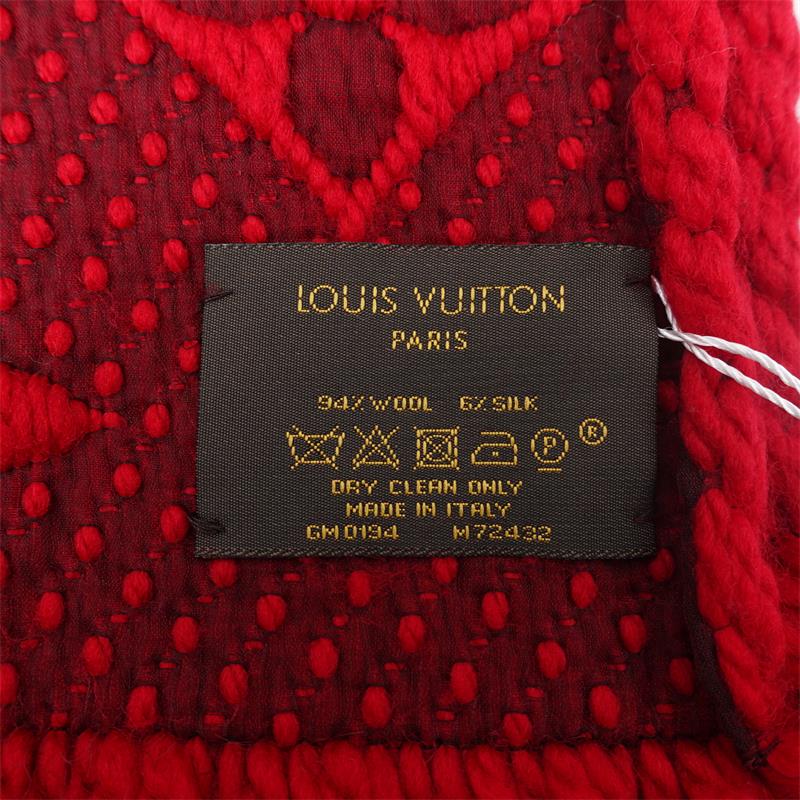 LOUIS VUITTON
PARIS
94% WOOL 6% SILK
P ®
DRY CLEAN ONLY
MADE IN ITALY
GM0194 M72432